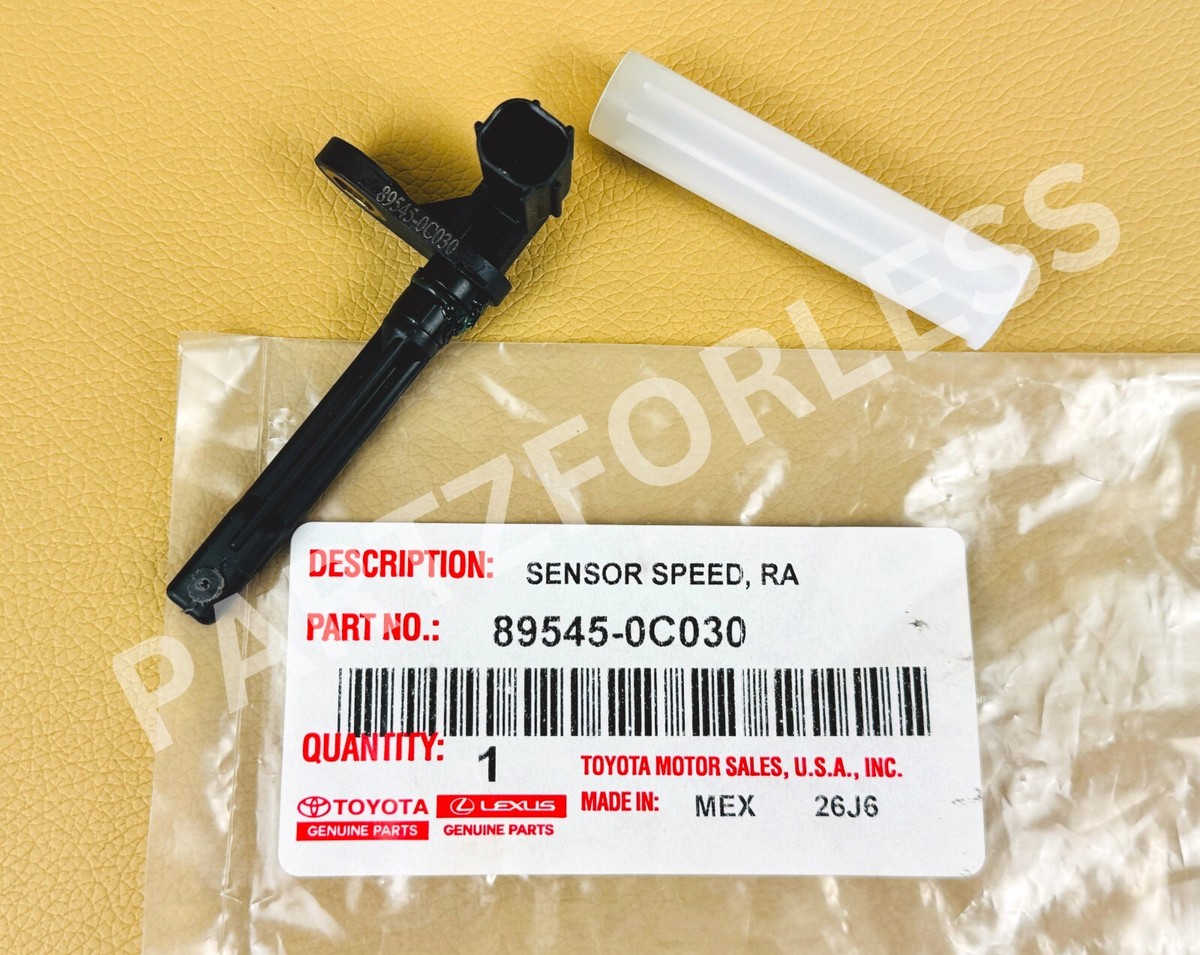 89545-0C030
PARTZFORLESS
DESCRIPTION: SENSOR SPEED, RA
PART NO.: 89545-0C030
QUANTITY: 1
TOYOTA MOTOR SALES, U.S.A., INC.
TOYOTA
GENUINE PARTS
LEXUS
GENUINE PARTS
MADE IN: MEX 26J6